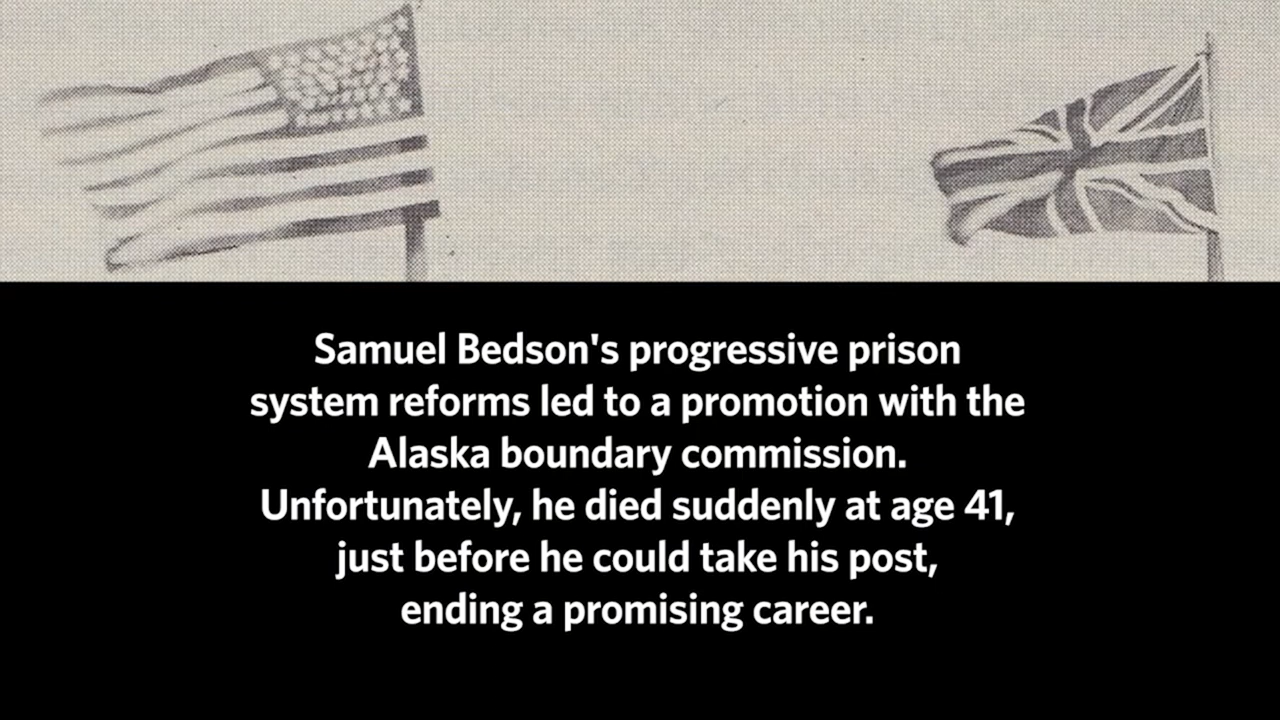 Samuel Bedson's progressive prison
system reforms led to a promotion with the
Alaska boundary commission.
Unfortunately, he died suddenly at age 41,
just before he could take his post,
ending a promising career.